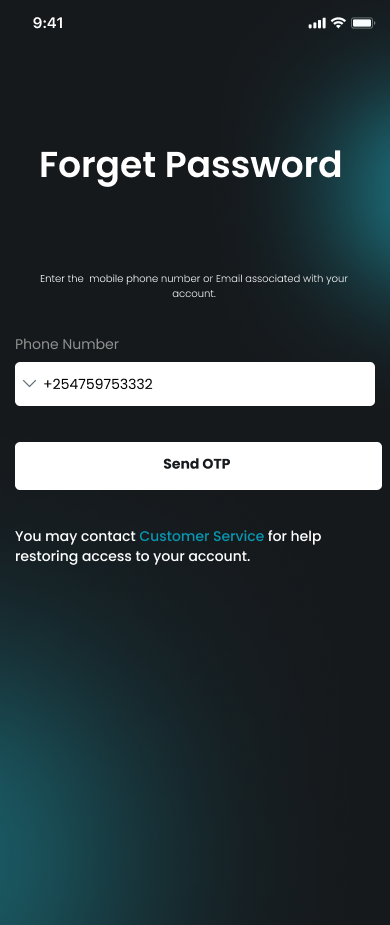 9:41
Forget Password
Enter the  mobile phone number or Email associated with your
account.
Phone Number
+254759753332
Send OTP
You may contact Customer Service for help
restoring access to your account.